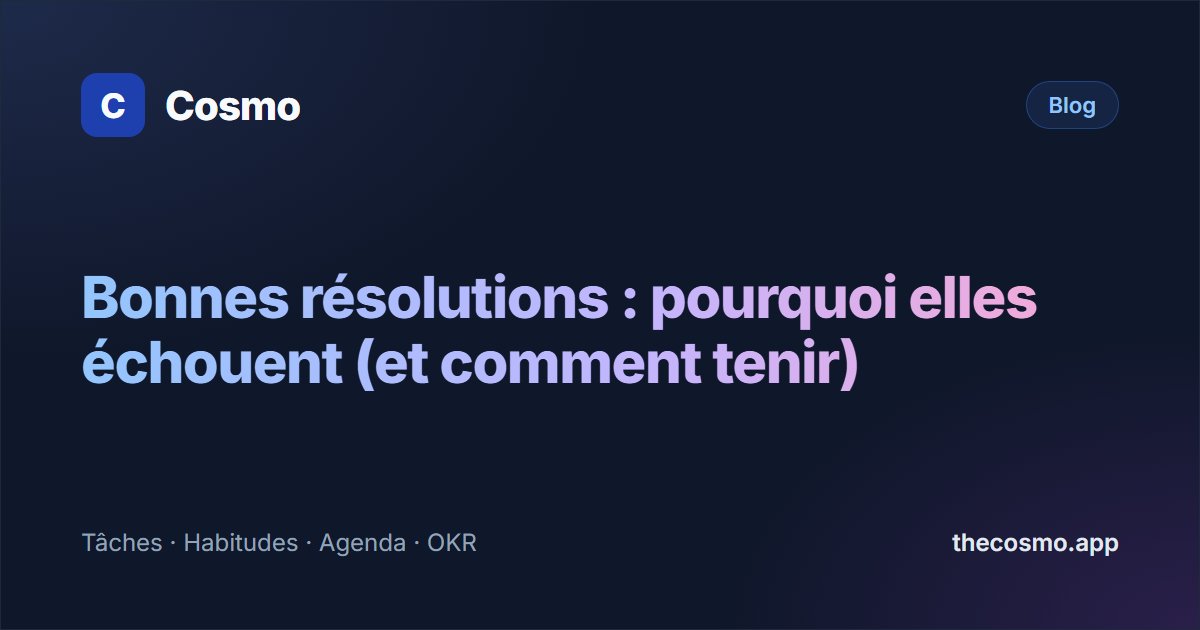 C Cosmo
Blog
Bonnes résolutions : pourquoi elles
échouent (et comment tenir)
Tâches · Habitudes · Agenda · OKR
thecosmo.app